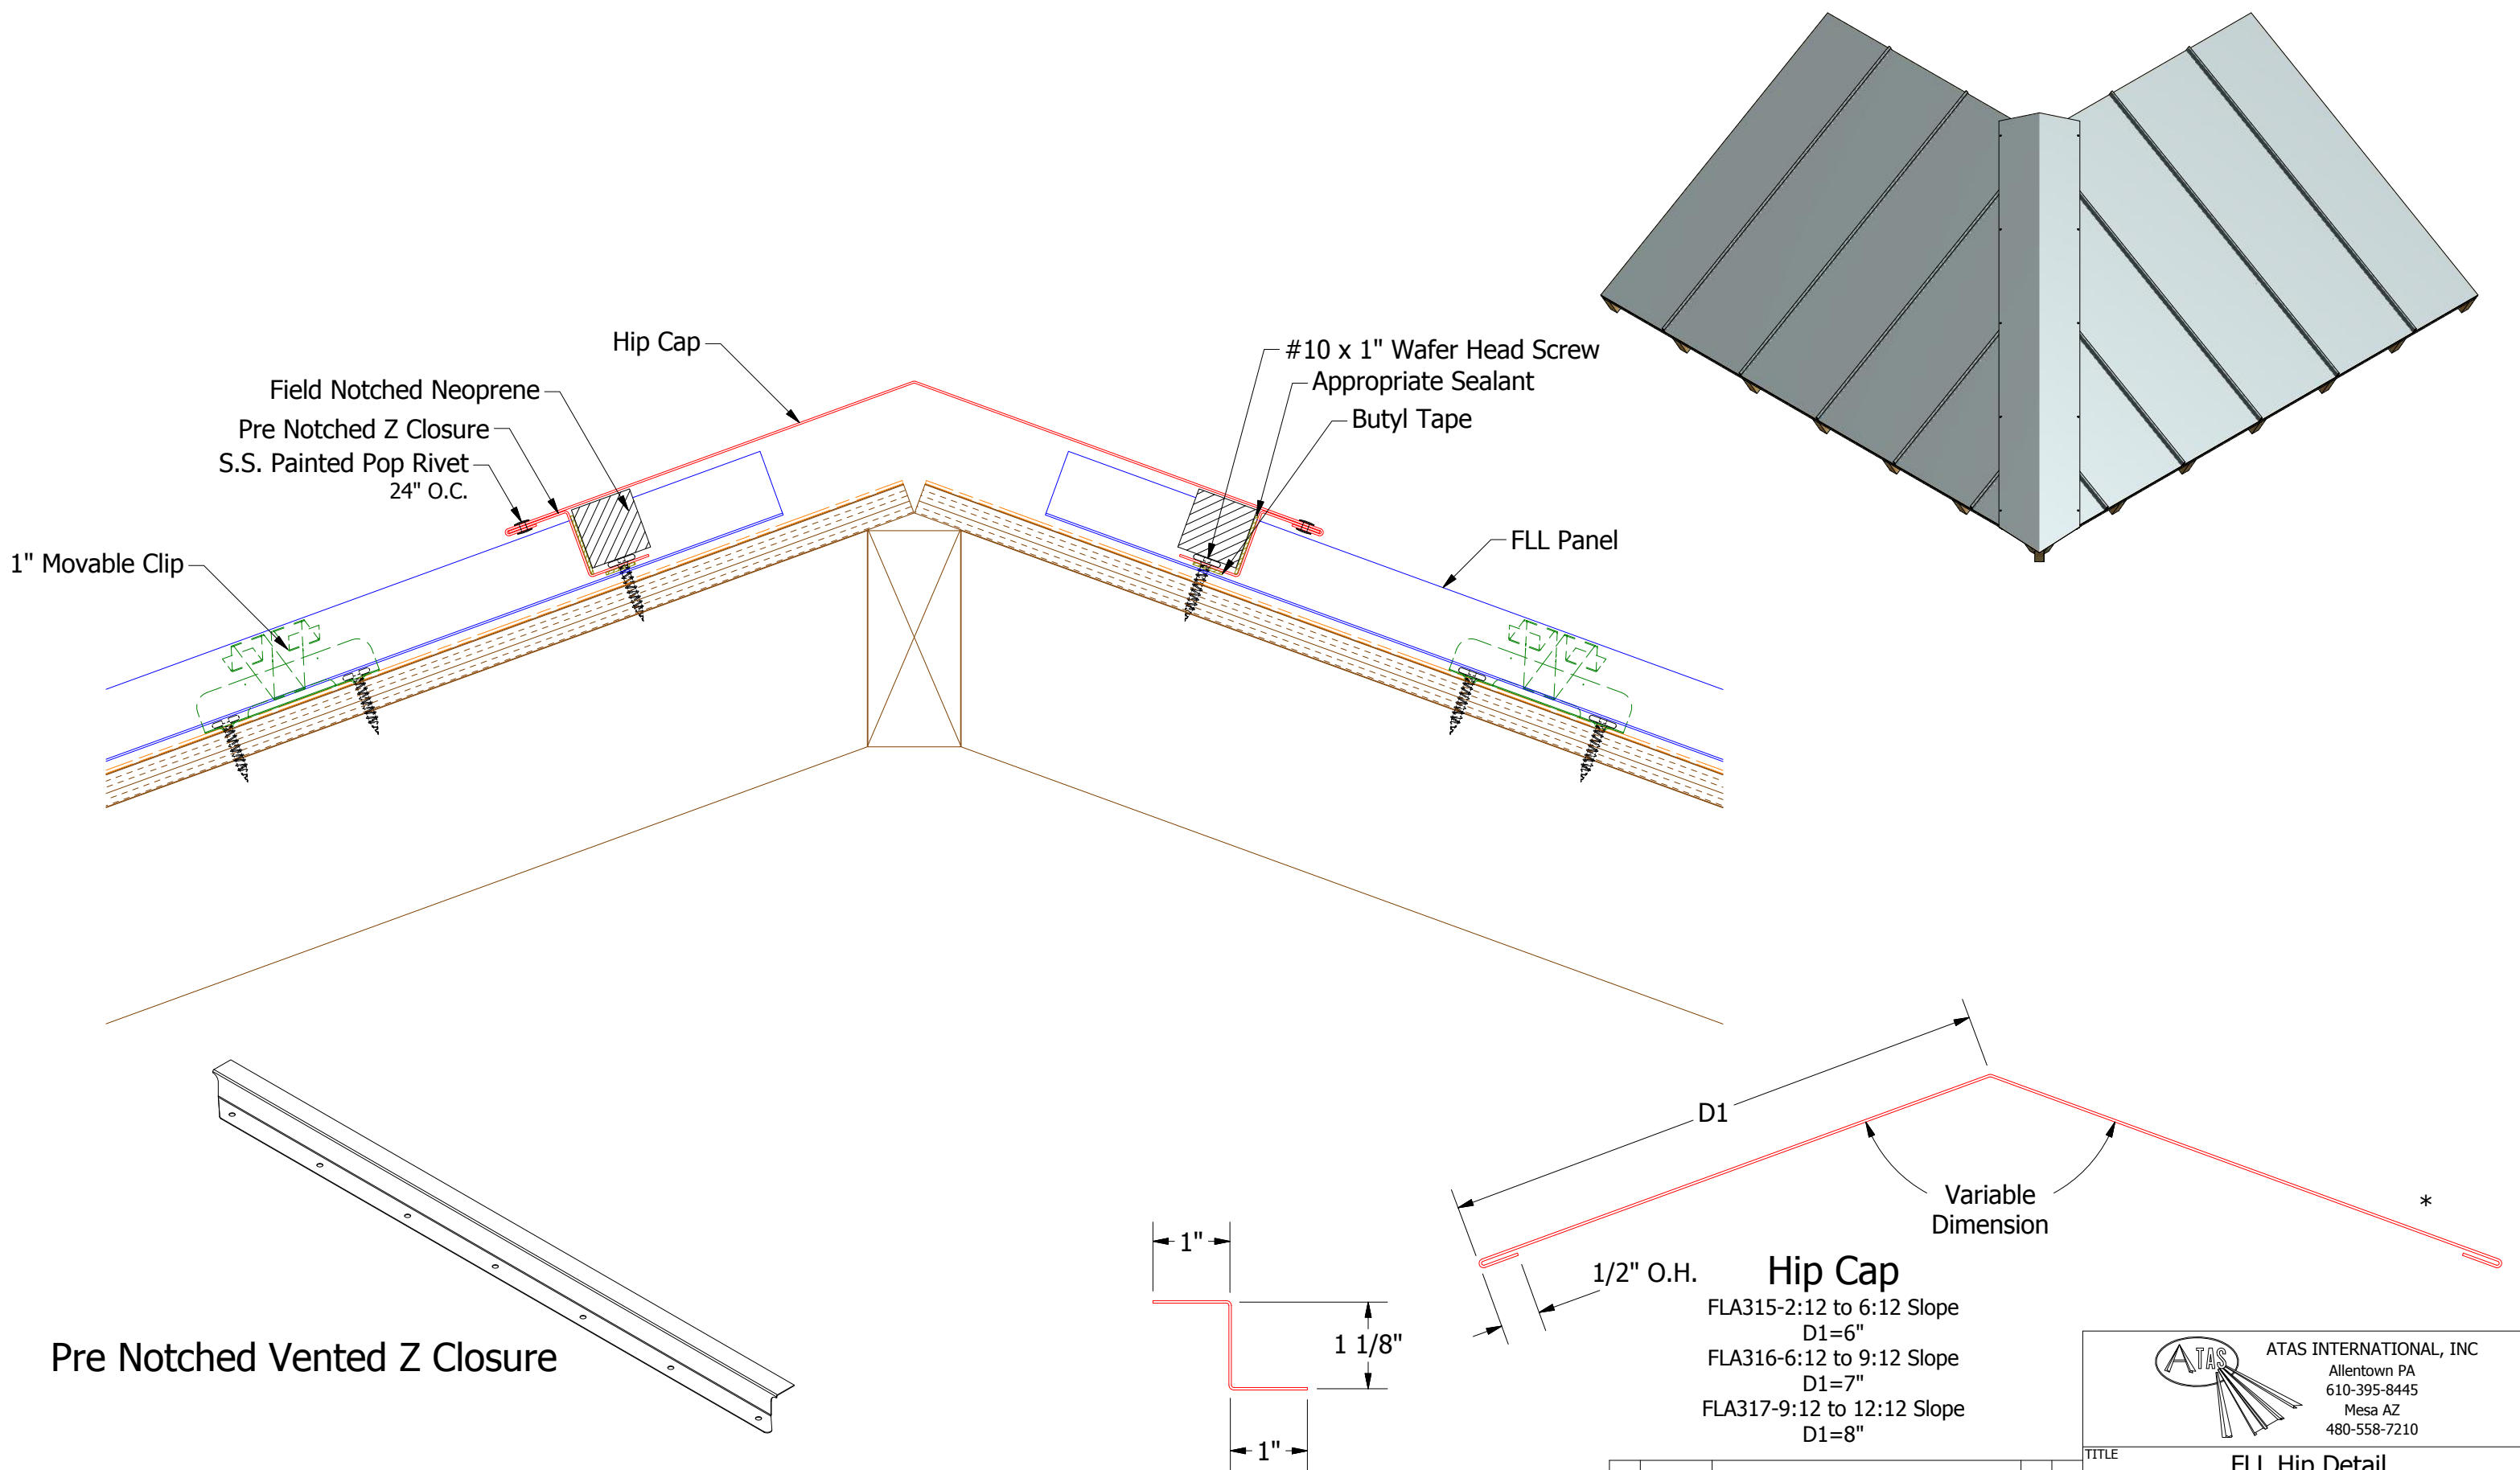 Hip Cap
Field Notched Neoprene
Pre Notched Z Closure
S.S. Painted Pop Rivet
24" O.C.
1" Movable Clip
#10 x 1" Wafer Head Screw
Appropriate Sealant
Butyl Tape
FLL Panel
Pre Notched Vented Z Closure
1"
1 1/8"
1"
D1
Variable
Dimension
*
1/2" O.H.
Hip Cap
FLA315-2:12 to 6:12 Slope
D1=6"
FLA316-6:12 to 9:12 Slope
D1=7"
FLA317-9:12 to 12:12 Slope
D1=8"
ATAS
ATAS INTERNATIONAL, INC
Allentown PA
610-395-8445
Mesa AZ
480-558-7210
TITLE
FLL Hip Detail